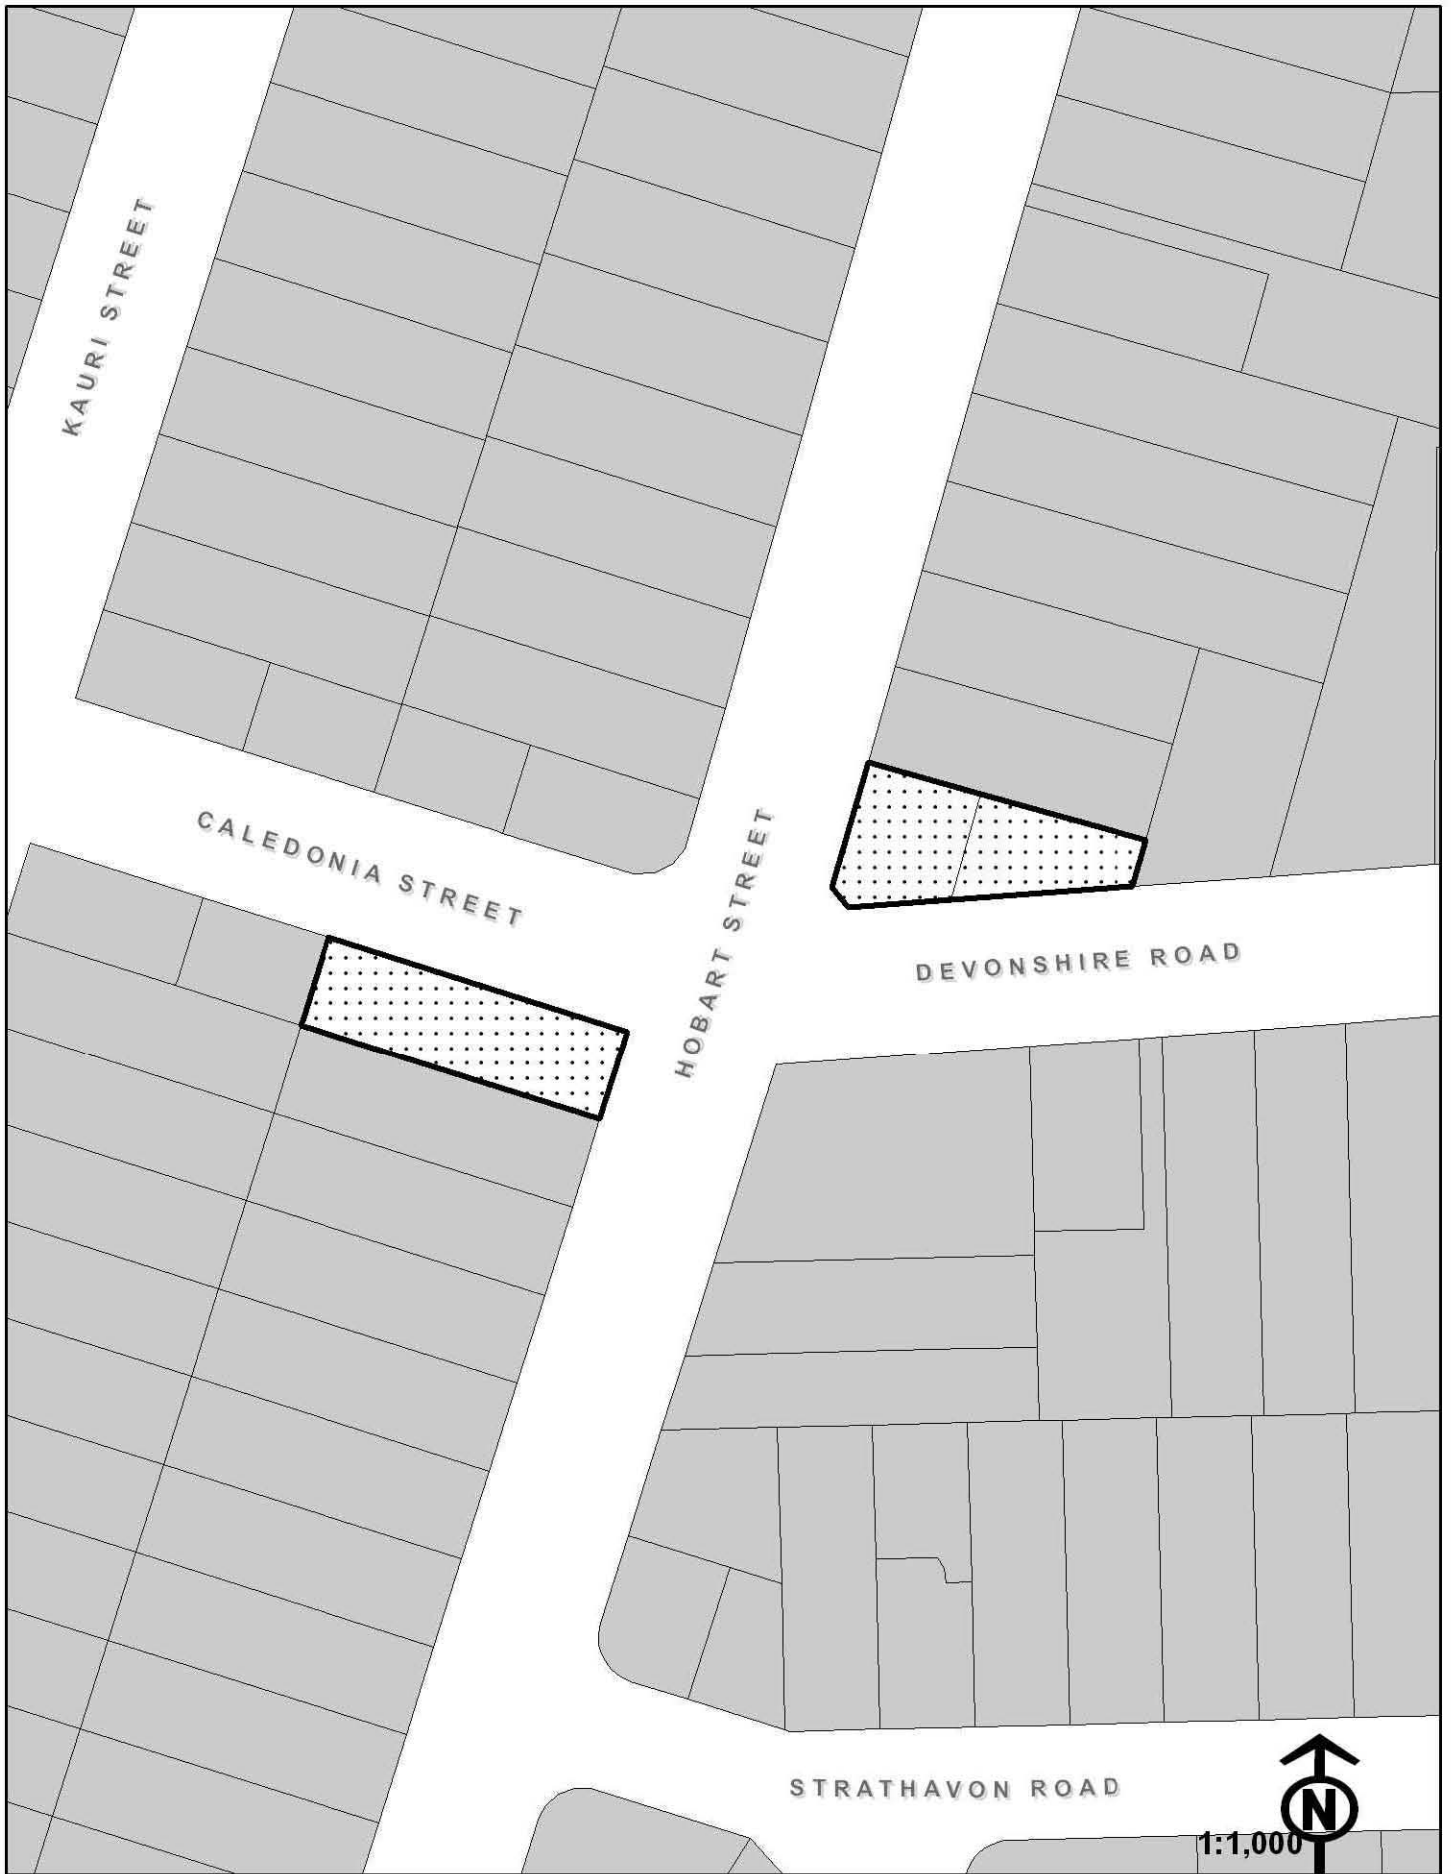 KAURI STREET
CALEDONIA STREET
HOBART STREET
DEVONSHIRE ROAD
STRATHAVON ROAD
N
1:1,000